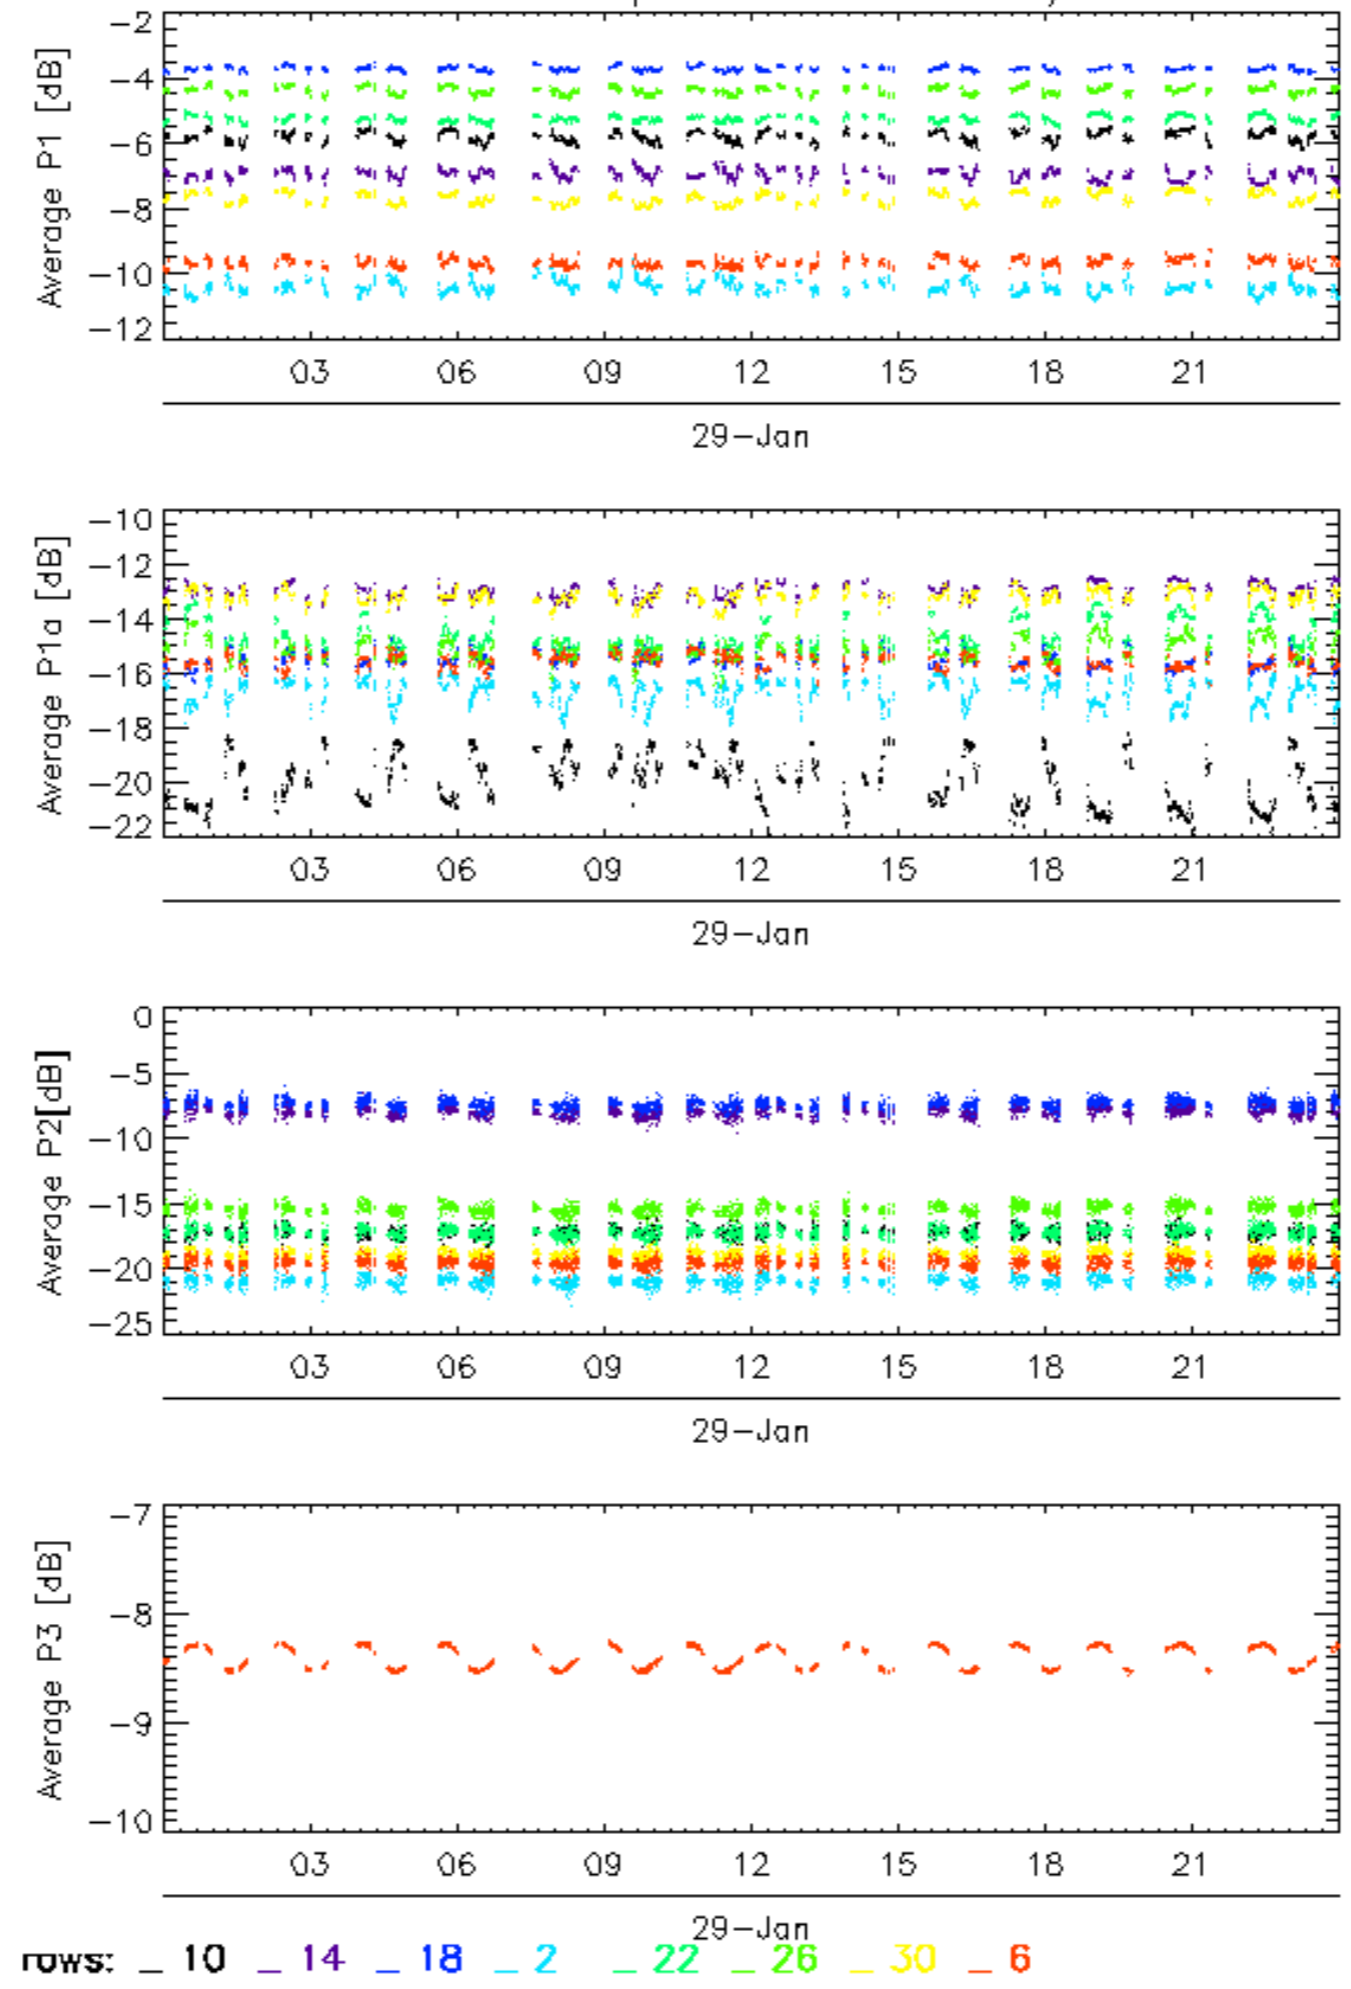 −2
−4
−6
−8
−10
−12
Average P1 [dB]
03 06 09 12 15 18 21
29−Jan
−10
−12
−14
−16
−18
−20
−22
Average P1a [dB]
03 06 09 12 15 18 21
29−Jan
0
−5
−10
−15
−20
−25
Average P2[dB]
03 06 09 12 15 18 21
29−Jan
−7
−8
−9
−10
Average P3 [dB]
03 06 09 12 15 18 21
29−Jan
rows: _ 10 _ 14 _ 18 _ 2 _ 22 _ 26 _ 30 _ 6